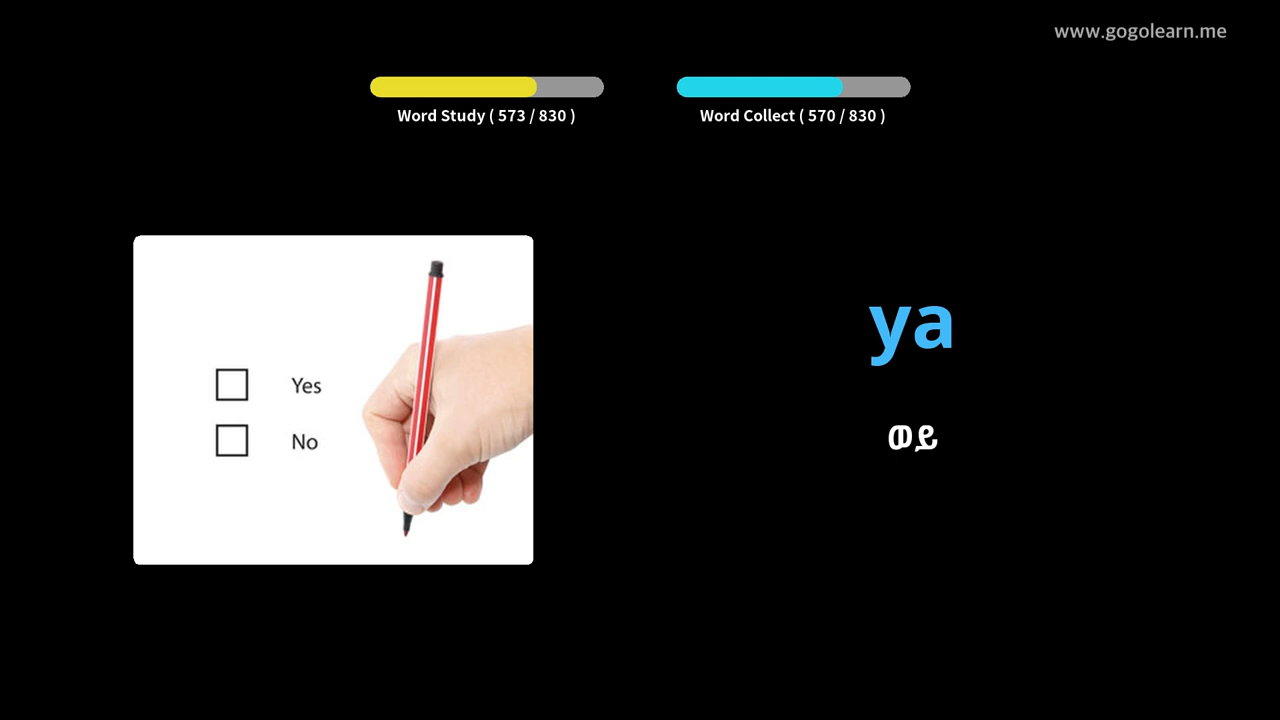 www.gogolearn.me
Word Study ( 573 / 830 )
Word Collect ( 570 / 830 )
Yes
No
ya
ወይ